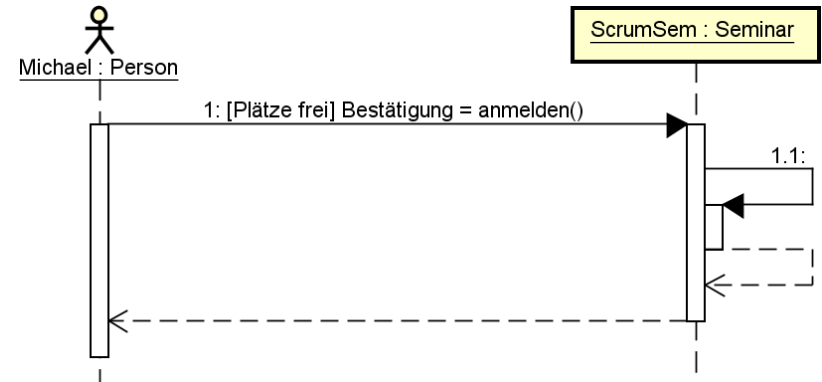 Michael : Person
ScrumSem : Seminar
1: [Plätze frei] Bestätigung = anmelden()
1.1: